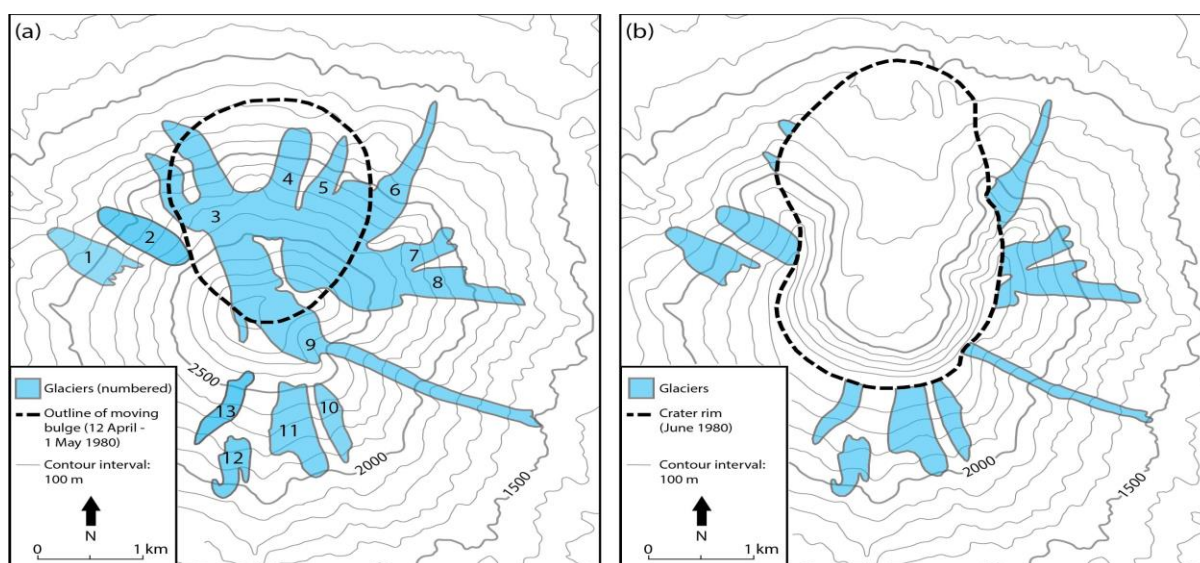 (a)
1
2
3
4
5
6
7
8
9
10
11
12
13
2500
2000
1500
Glaciers (numbered)
Outline of moving
bulge (12 April -
1 May 1980)
Contour interval:
100 m
N
0 1 km
(b)
2000
1500
Glaciers
Crater rim
(June 1980)
Contour interval:
100 m
N
0 1 km